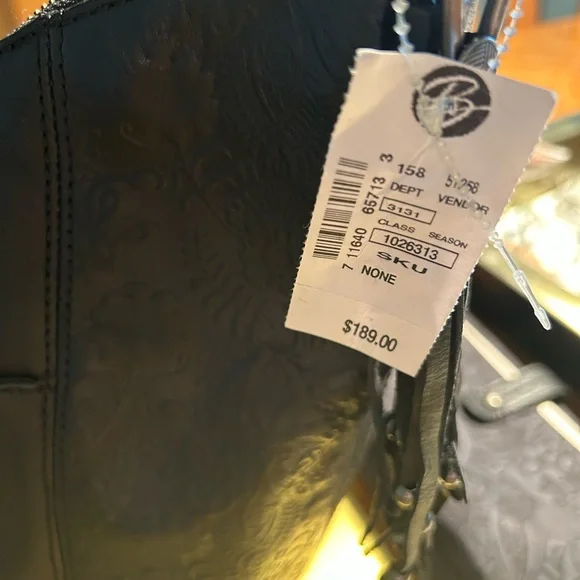 B
158 51256
DEPT VENDOR
3131
CLASS SEASON
1026313
SKU
NONE
7 11640 65713 3
$189.00